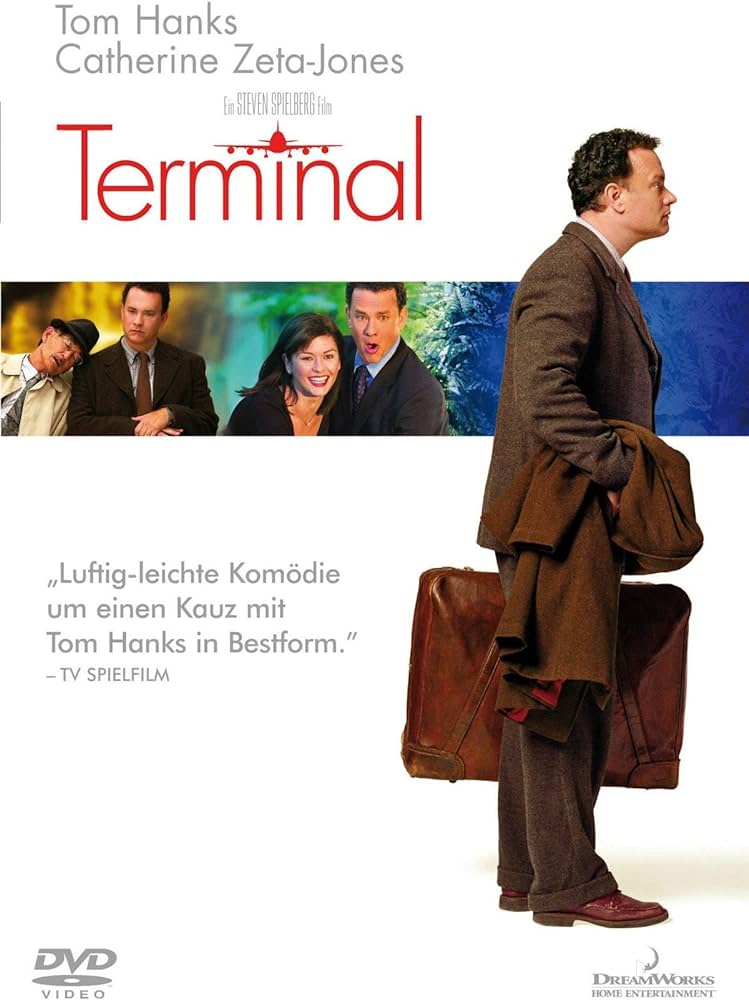 Tom Hanks
Catherine Zeta-Jones
Ein STEVEN SPIELBERG Film
Terminal
„Luftig-leichte Komödie
um einen Kauz mit
Tom Hanks in Bestform.”
– TV SPIELFILM
DVD
VIDEO
DREAMWORKS
HOME ENTERTAINMENT